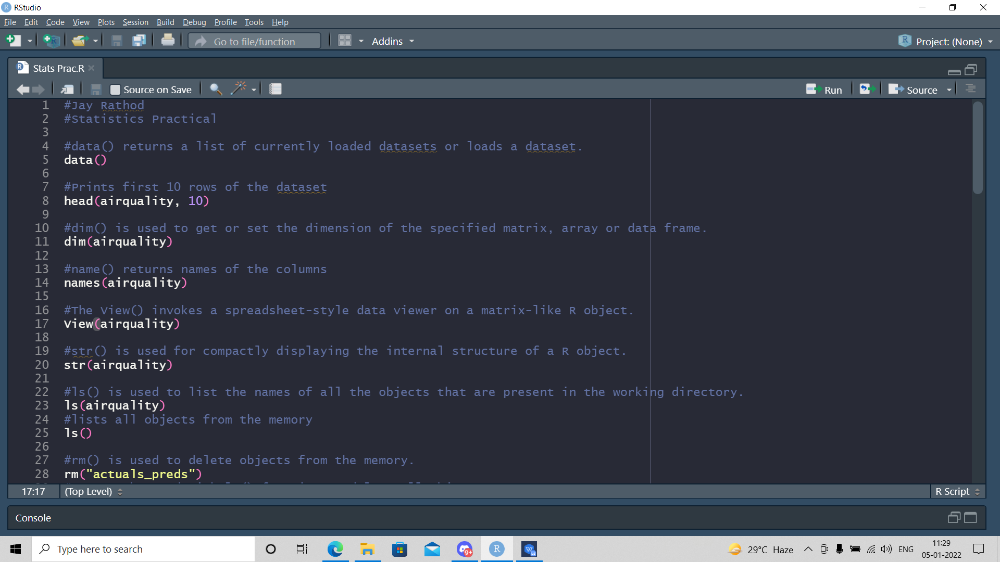 RStudio
File Edit Code View Plots Session Build Debug Profile Tools Help
Go to file/function Addins Project: (None)
Stats Prac.R
Source on Save Run Source
1 #Jay Rathod
2 #Statistics Practical
3
4 #data() returns a list of currently loaded datasets or loads a dataset.
5 data()
6
7 #Prints first 10 rows of the dataset
8 head(airquality, 10)
9
10 #dim() is used to get or set the dimension of the specified matrix, array or data frame.
11 dim(airquality)
12
13 #name() returns names of the columns
14 names(airquality)
15
16 #The View() invokes a spreadsheet-style data viewer on a matrix-like R object.
17 View(airquality)
18
19 #str() is used for compactly displaying the internal structure of a R object.
20 str(airquality)
21
22 #ls() is used to list the names of all the objects that are present in the working directory.
23 ls(airquality)
24 #lists all objects from the memory
25 ls()
26
27 #rm() is used to delete objects from the memory.
28 rm("actuals_preds")
17:17 (Top Level) R Script
Console
Type here to search
9+
29°C Haze ENG
11:29
05-01-2022